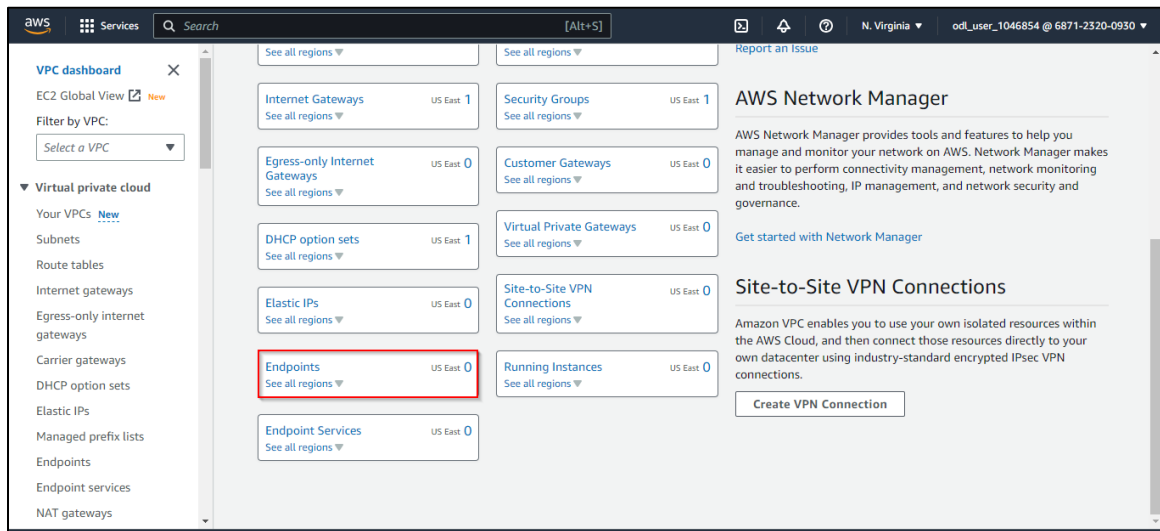 aws
Services
Search
[Alt+S]
N. Virginia
odl_user_1046854 @ 6871-2320-0930
VPC dashboard
EC2 Global View New
Filter by VPC:
Select a VPC
Virtual private cloud
Your VPCs New
Subnets
Route tables
Internet gateways
Egress-only internet
gateways
Carrier gateways
DHCP option sets
Elastic IPs
Managed prefix lists
Endpoints
Endpoint services
NAT gateways
See all regions
Internet Gateways US East 1
See all regions
Egress-only Internet US East 0
Gateways
See all regions
DHCP option sets US East 1
See all regions
Elastic IPs US East 0
See all regions
Endpoints US East 0
See all regions
Endpoint Services US East 0
See all regions
See all regions
Security Groups US East 1
See all regions
Customer Gateways US East 0
See all regions
Virtual Private Gateways US East 0
See all regions
Site-to-Site VPN US East 0
Connections
See all regions
Running Instances US East 0
See all regions
Report an Issue
AWS Network Manager
AWS Network Manager provides tools and features to help you
manage and monitor your network on AWS. Network Manager makes
it easier to perform connectivity management, network monitoring
and troubleshooting, IP management, and network security and
governance.
Get started with Network Manager
Site-to-Site VPN Connections
Amazon VPC enables you to use your own isolated resources within
the AWS Cloud, and then connect those resources directly to your
own datacenter using industry-standard encrypted IPsec VPN
connections.
Create VPN Connection